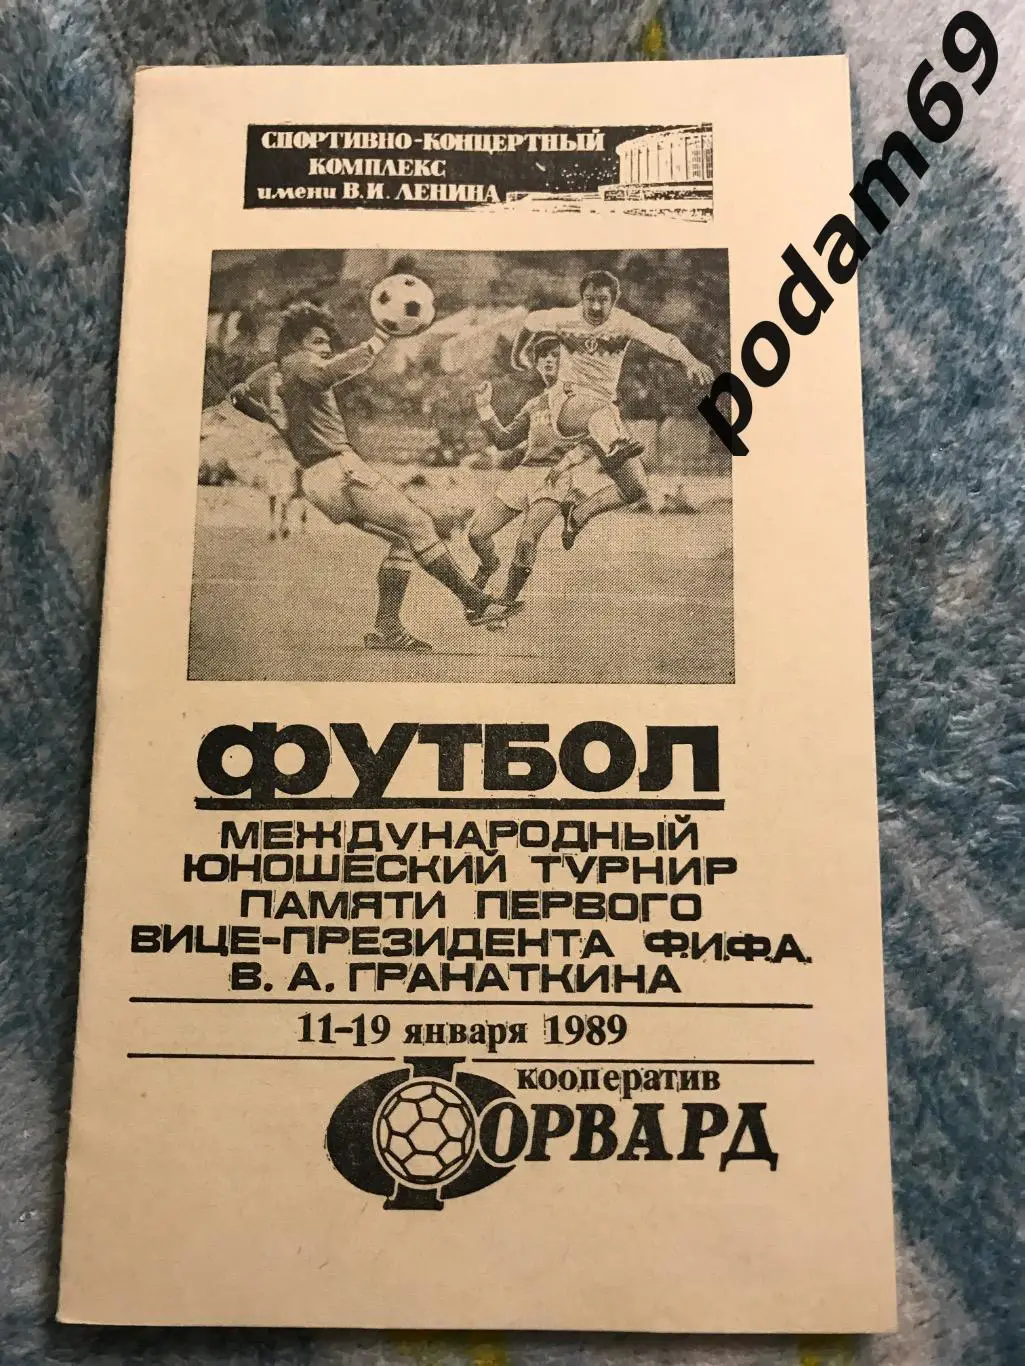 СПОРТИВНО-КОНЦЕРТНЫЙ
КОМПЛЕКС
имени В.И. ЛЕНИНА
podam69
ФУТБОЛ
МЕЖДУНАРОДНЫЙ
ЮНОШЕСКИЙ ТУРНИР
ПАМЯТИ ПЕРВОГО
ВИЦЕ-ПРЕЗИДЕНТА Ф.И.Ф.А.
В. А. ГРАНАТКИНА
11-19 января 1989
кооператив
ФОРВАРД